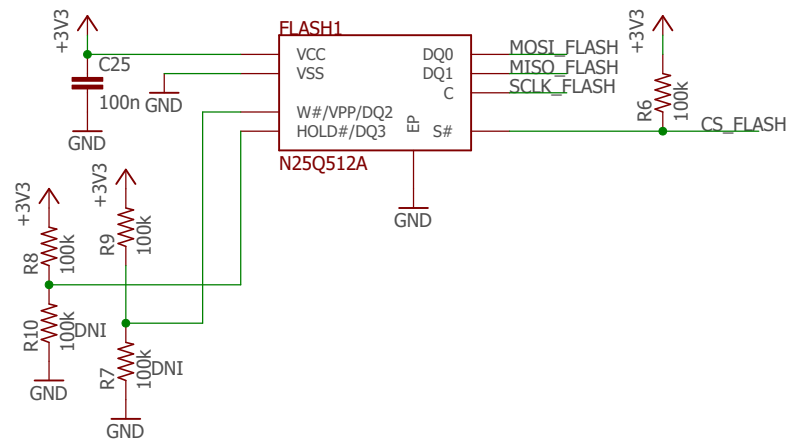 +3V3
C25
100n
GND
GND
FLASH1
VCC
VSS
W#/VPP/DQ2
HOLD#/DQ3
EP
DQ0
DQ1
C
S#
N25Q512A
MOSI_FLASH
MISO_FLASH
SCLK_FLASH
+3V3
R6
100k
CS_FLASH
GND
+3V3
R8
100k
R10
100k
DNI
GND
+3V3
R9
100k
R7
100k
DNI
GND